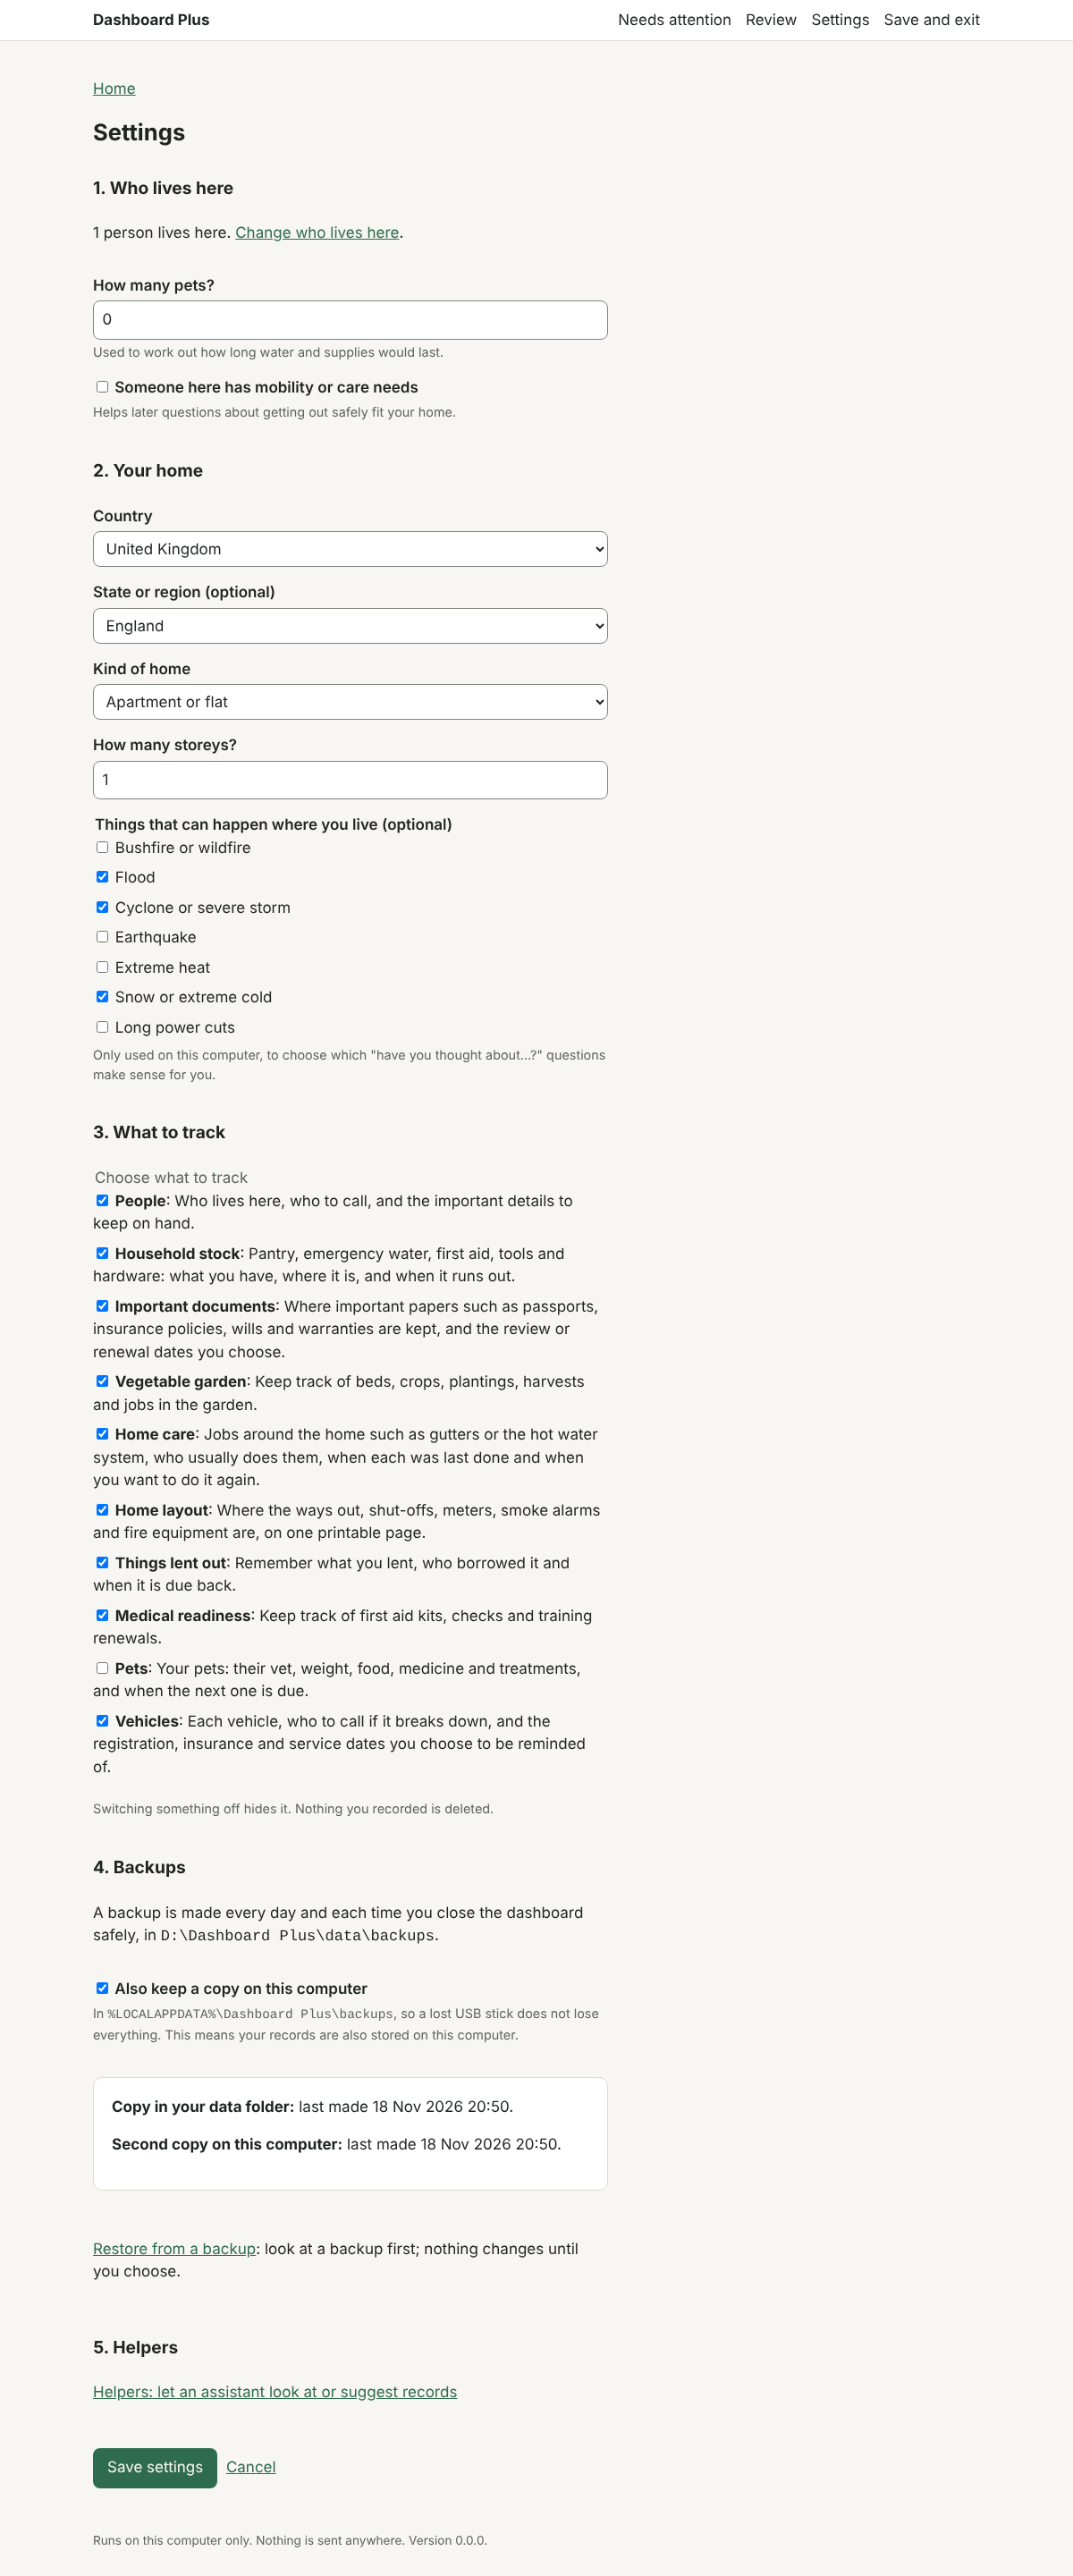 Dashboard Plus
Needs attention Review Settings Save and exit
Home
Settings
1. Who lives here
1 person lives here. Change who lives here.
How many pets?
0
Used to work out how long water and supplies would last.
Someone here has mobility or care needs
Helps later questions about getting out safely fit your home.
2. Your home
Country
United Kingdom
State or region (optional)
England
Kind of home
Apartment or flat
How many storeys?
1
Things that can happen where you live (optional)
Bushfire or wildfire
Flood
Cyclone or severe storm
Earthquake
Extreme heat
Snow or extreme cold
Long power cuts
Only used on this computer, to choose which "have you thought about...?" questions
make sense for you.
3. What to track
Choose what to track
People: Who lives here, who to call, and the important details to
keep on hand.
Household stock: Pantry, emergency water, first aid, tools and
hardware: what you have, where it is, and when it runs out.
Important documents: Where important papers such as passports,
insurance policies, wills and warranties are kept, and the review or
renewal dates you choose.
Vegetable garden: Keep track of beds, crops, plantings, harvests
and jobs in the garden.
Home care: Jobs around the home such as gutters or the hot water
system, who usually does them, when each was last done and when
you want to do it again.
Home layout: Where the ways out, shut-offs, meters, smoke alarms
and fire equipment are, on one printable page.
Things lent out: Remember what you lent, who borrowed it and
when it is due back.
Medical readiness: Keep track of first aid kits, checks and training
renewals.
Pets: Your pets: their vet, weight, food, medicine and treatments,
and when the next one is due.
Vehicles: Each vehicle, who to call if it breaks down, and the
registration, insurance and service dates you choose to be reminded
of.
Switching something off hides it. Nothing you recorded is deleted.
4. Backups
A backup is made every day and each time you close the dashboard
safely, in D:\Dashboard Plus\data\backups.
Also keep a copy on this computer
In %LOCALAPPDATA%\Dashboard Plus\backups, so a lost USB stick does not lose
everything. This means your records are also stored on this computer.
Copy in your data folder: last made 18 Nov 2026 20:50.
Second copy on this computer: last made 18 Nov 2026 20:50.
Restore from a backup: look at a backup first; nothing changes until
you choose.
5. Helpers
Helpers: let an assistant look at or suggest records
Save settings Cancel
Runs on this computer only. Nothing is sent anywhere. Version 0.0.0.